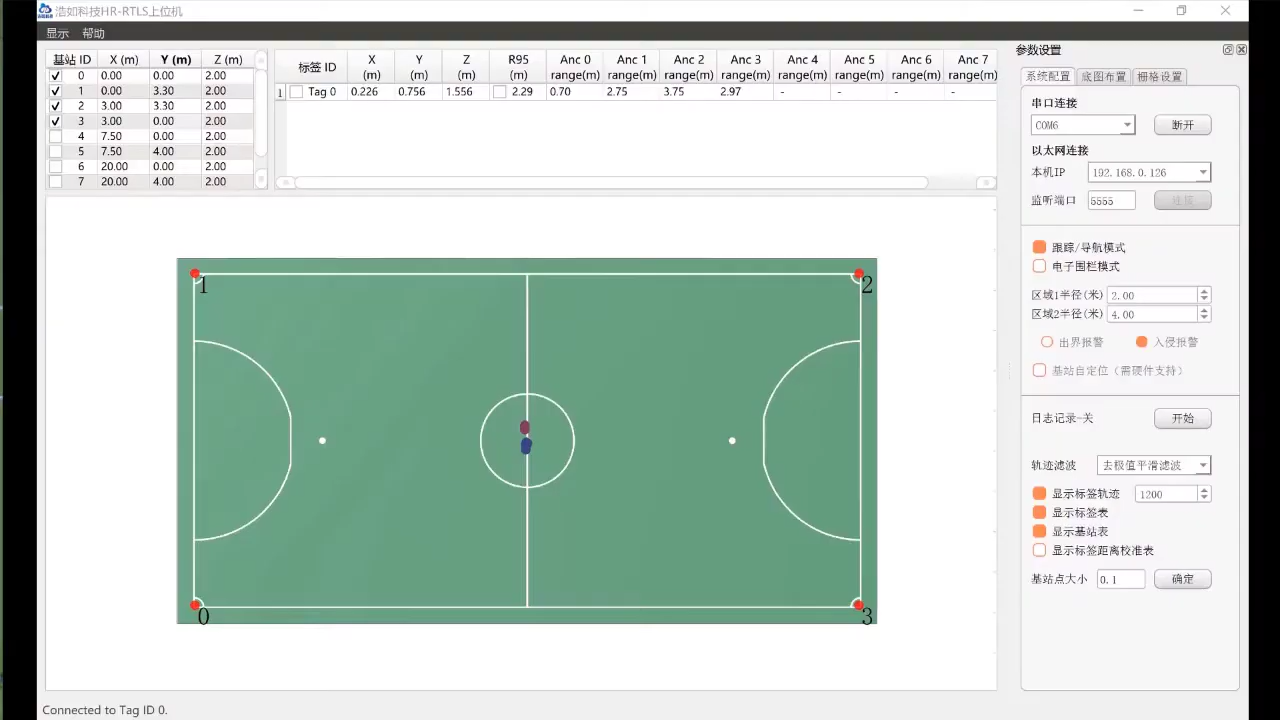 浩如科技HR-RTLS上位机
显示 帮助
基站 ID X (m) Y (m) Z (m)
0 0.00 0.00 2.00
1 0.00 3.30 2.00
2 3.00 3.30 2.00
3 3.00 0.00 2.00
4 7.50 0.00 2.00
5 7.50 4.00 2.00
6 20.00 0.00 2.00
7 20.00 4.00 2.00
标签 ID X (m) Y (m) Z (m) R95 (m) Anc 0 range(m) Anc 1 range(m) Anc 2 range(m) Anc 3 range(m) Anc 4 range(m) Anc 5 range(m) Anc 6 range(m) Anc 7 range(m)
1 Tag 0 0.226 0.756 1.556 2.29 0.70 2.75 3.75 2.97 - - - -
1
2
0
3
参数设置
系统配置 底图布置 栅格设置
串口连接
COM6 断开
以太网连接
本机IP 192.168.0.126
监听端口 5555
跟踪/导航模式
电子围栏模式
区域1半径(米) 2.00
区域2半径(米) 4.00
出界报警 入侵报警
基站自定位（需硬件支持）
日志记录-关 开始
轨迹滤波 去极值平滑滤波
显示标签轨迹 1200
显示标签表
显示基站表
显示标签距离校准表
基站点大小 0.1 确定
Connected to Tag ID 0.